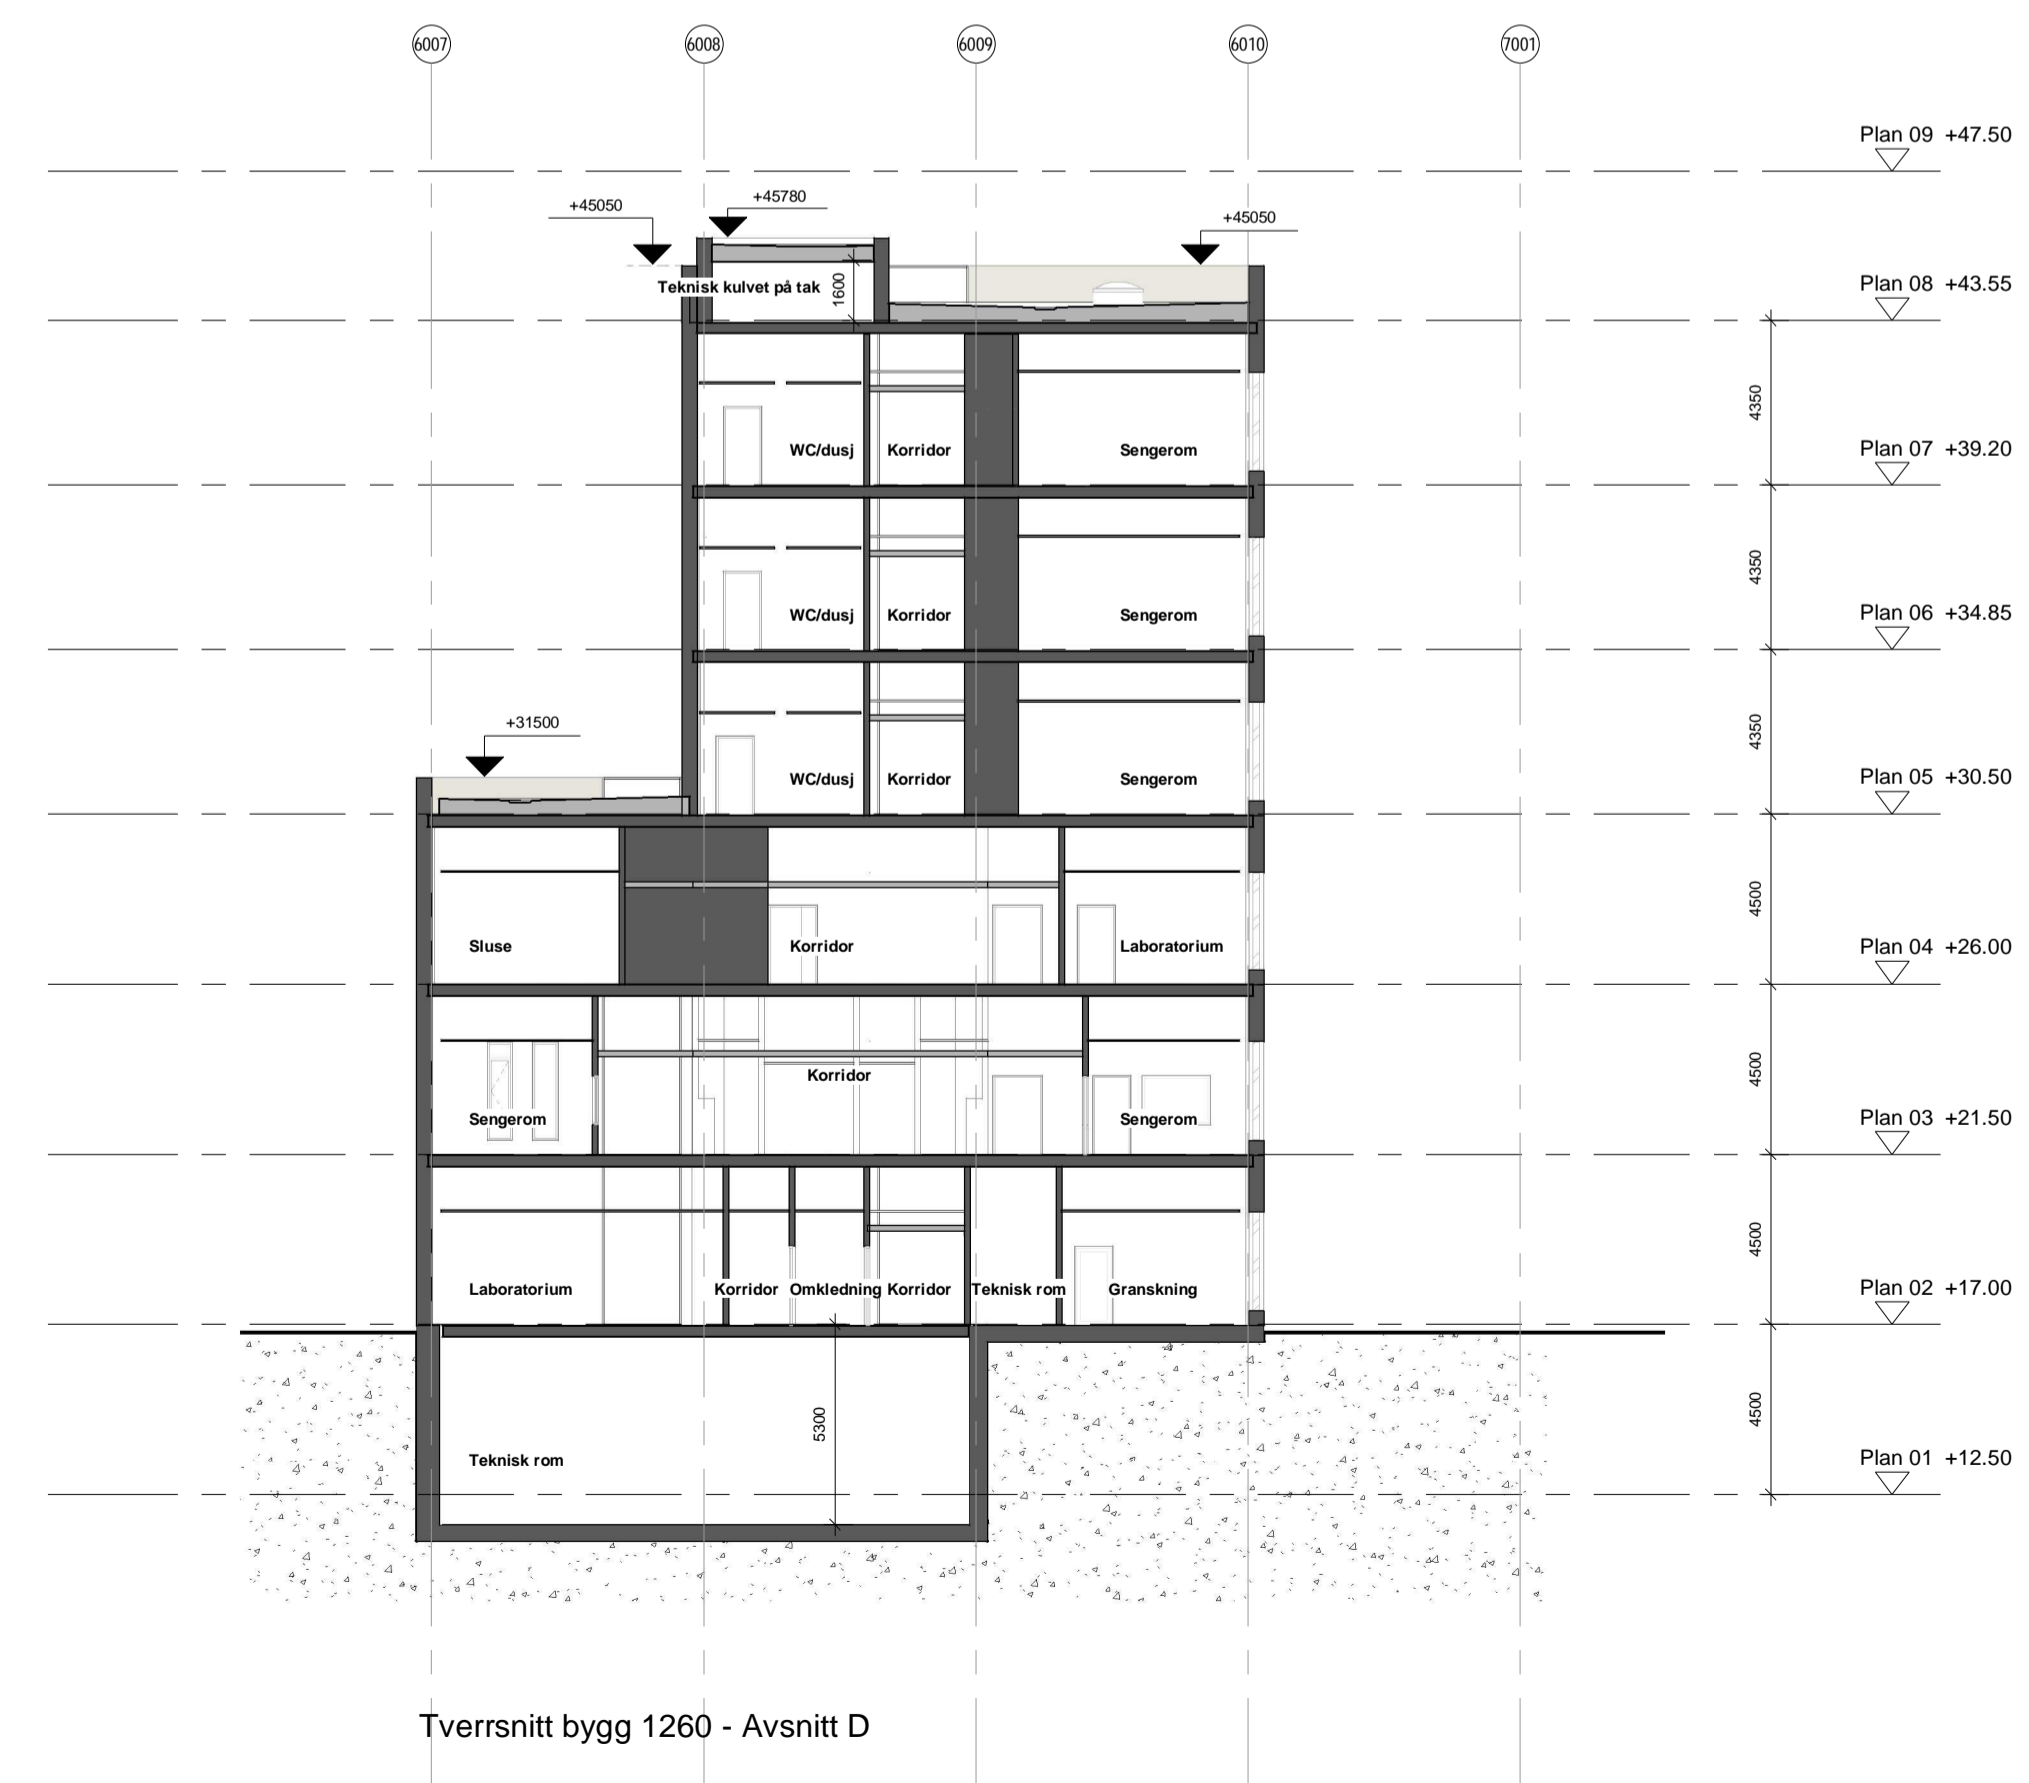 6007 6008 6009 6010 7001
Plan 09 +47.50
+45050 +45780 +45050
Plan 08 +43.55
Teknisk kulvet på tak 1600
4350
WC/dusj Korridor Sengerom Plan 07 +39.20
4350
WC/dusj Korridor Sengerom Plan 06 +34.85
+31500
4350
WC/dusj Korridor Sengerom Plan 05 +30.50
4500
Sluse Korridor Laboratorium Plan 04 +26.00
4500
Korridor
Sengerom Sengerom Plan 03 +21.50
4500
Laboratorium Korridor Omkledning Korridor Teknisk rom Granskning Plan 02 +17.00
5300 4500
Teknisk rom Plan 01 +12.50
Tverrsnitt bygg 1260 - Avsnitt D